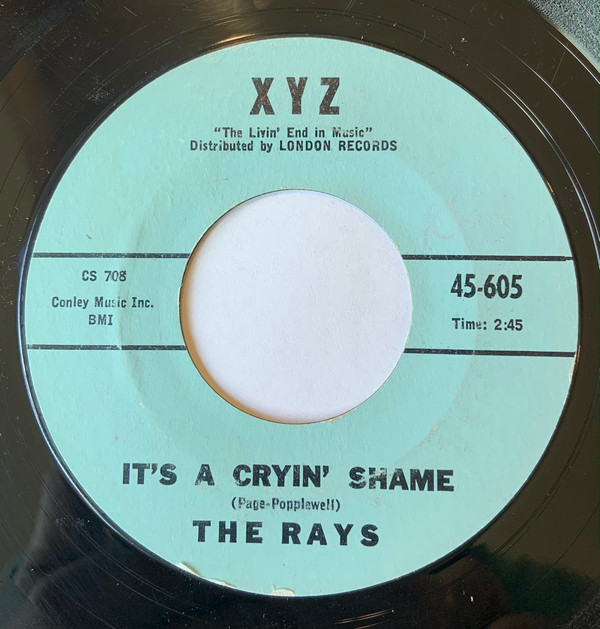 XYZ
"The Livin' End in Music"
Distributed by LONDON RECORDS
CS 708
Conley Music Inc.
BMI
45-605
Time: 2:45
IT'S A CRYIN' SHAME
(Page-Popplewell)
THE RAYS